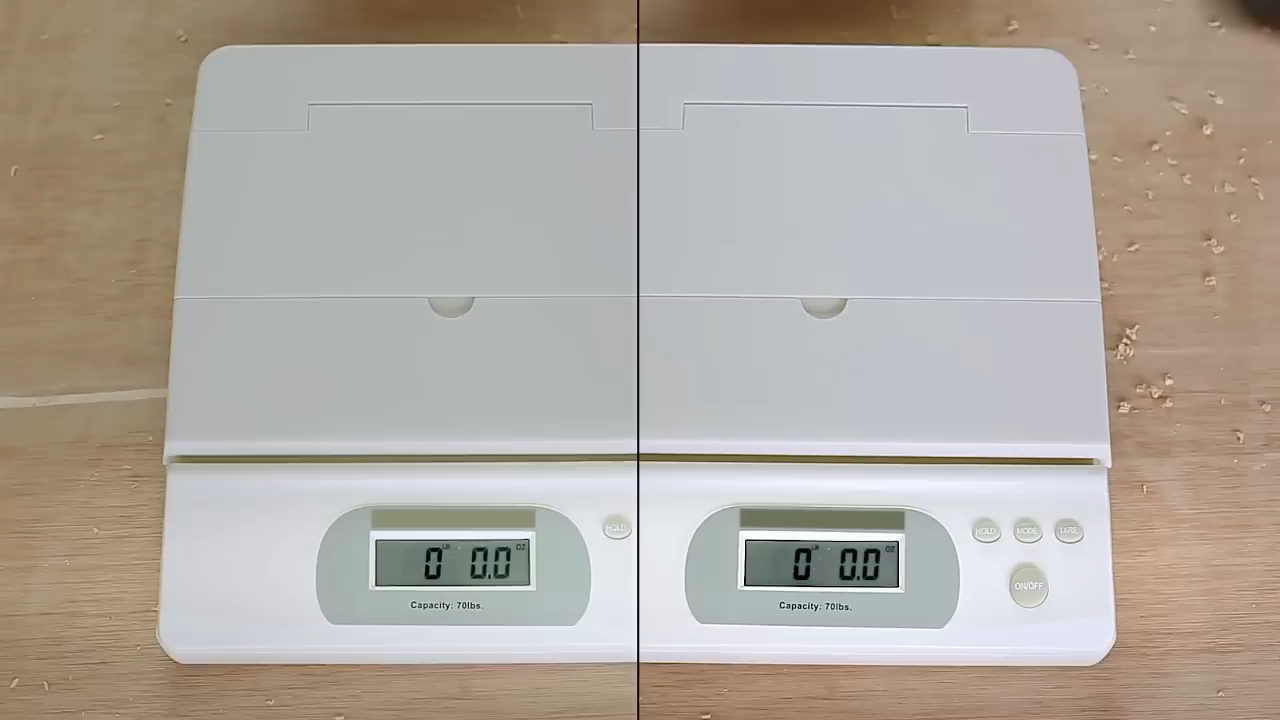 HOLD
0 LB 0.0 OZ
Capacity: 70lbs.
0 LB 0.0 OZ
HOLD MODE TARE
ON/OFF
Capacity: 70lbs.